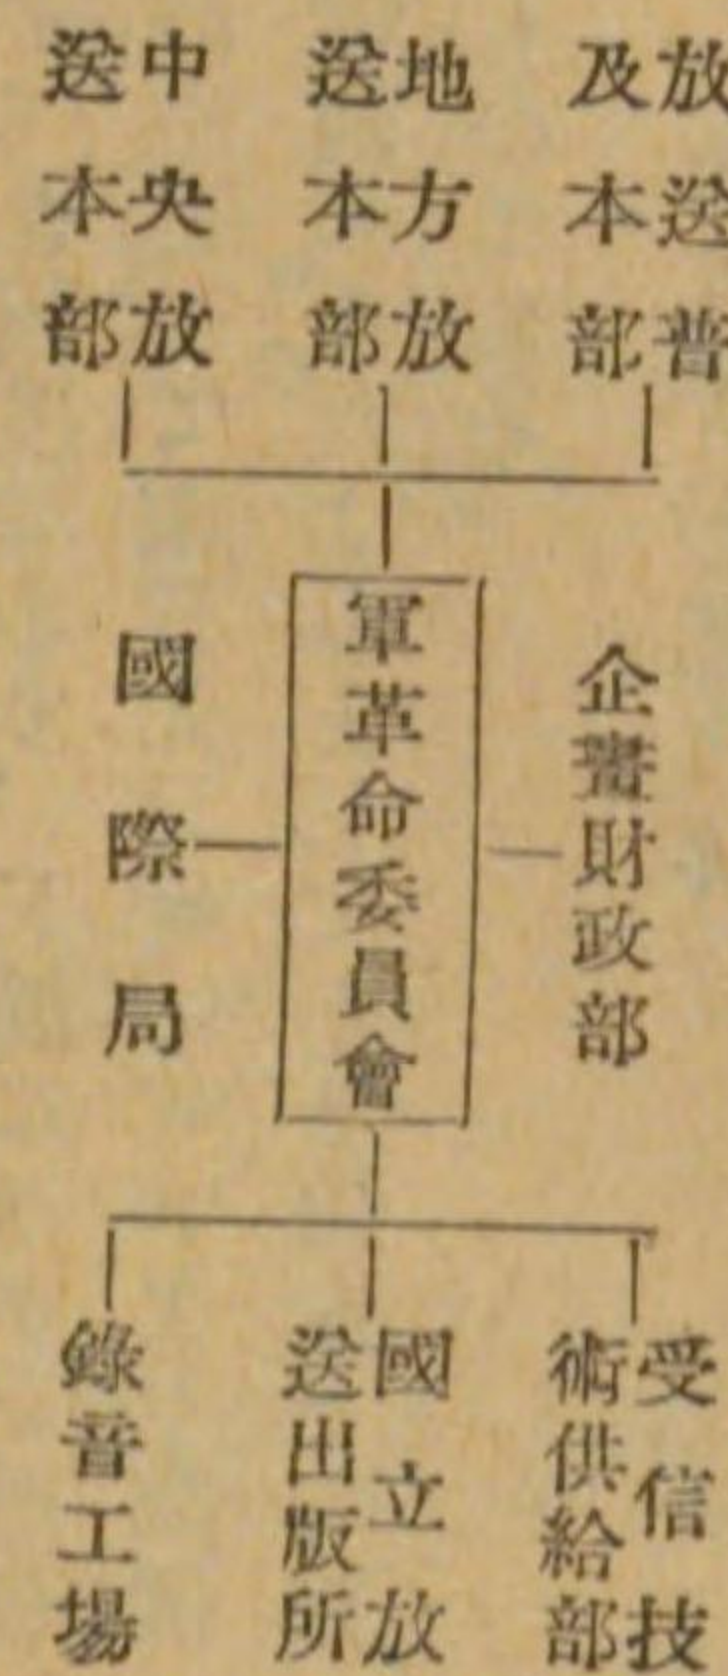 放送普
及本部
地方放
送本部
中央放
送本部
企畫財政部
軍革命委員會
國際局
受信技
術供給部
國立放
送出版所
錄音工場